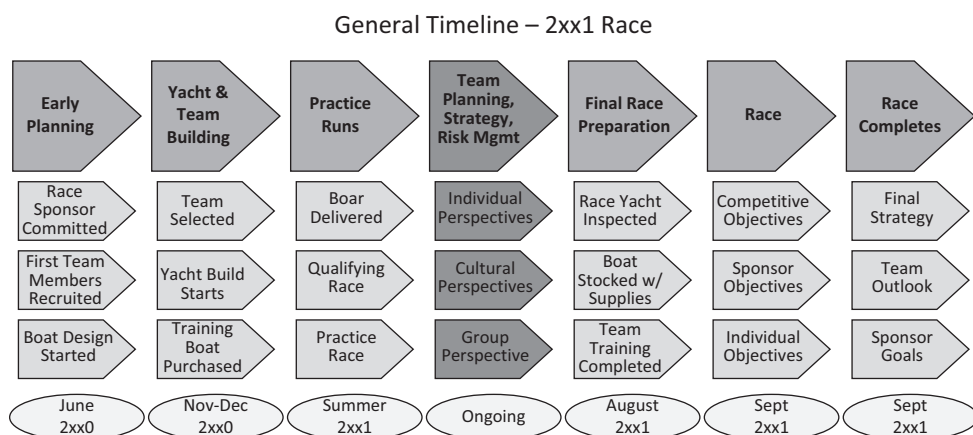 General Timeline – 2xx1 Race
Early
Planning
Yacht &
Team
Building
Practice
Runs
Team
Planning,
Strategy,
Risk Mgmt
Final Race
Preparation
Race
Race
Completes
Race
Sponsor
Committed
Team
Selected
Boar
Delivered
Individual
Perspectives
Race Yacht
Inspected
Competitive
Objectives
Final
Strategy
First Team
Members
Recruited
Yacht Build
Starts
Qualifying
Race
Cultural
Perspectives
Boat
Stocked w/
Supplies
Sponsor
Objectives
Team
Outlook
Boat Design
Started
Training
Boat
Purchased
Practice
Race
Group
Perspective
Team
Training
Completed
Individual
Objectives
Sponsor
Goals
June
2xx0
Nov-Dec
2xx0
Summer
2xx1
Ongoing
August
2xx1
Sept
2xx1
Sept
2xx1